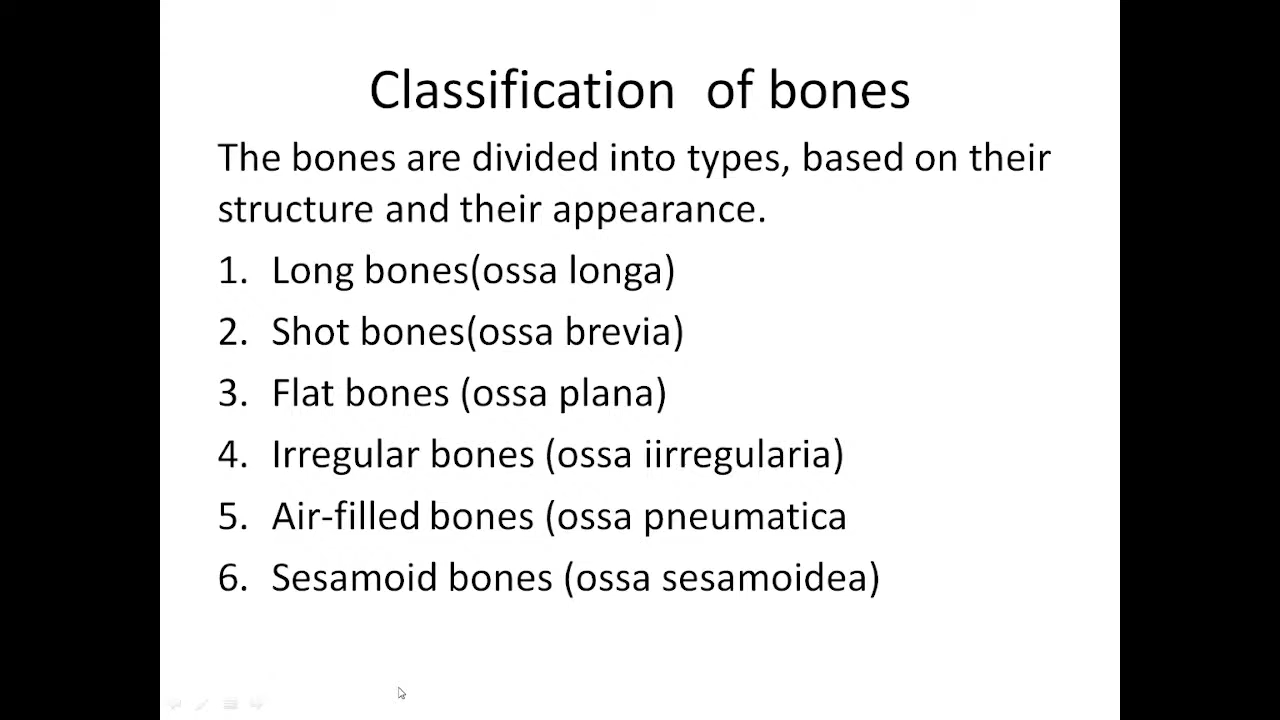 Classification  of bones
The bones are divided into types, based on their
structure and their appearance.
1. Long bones(ossa longa)
2. Shot bones(ossa brevia)
3. Flat bones (ossa plana)
4. Irregular bones (ossa iirregularia)
5. Air-filled bones (ossa pneumatica
6. Sesamoid bones (ossa sesamoidea)